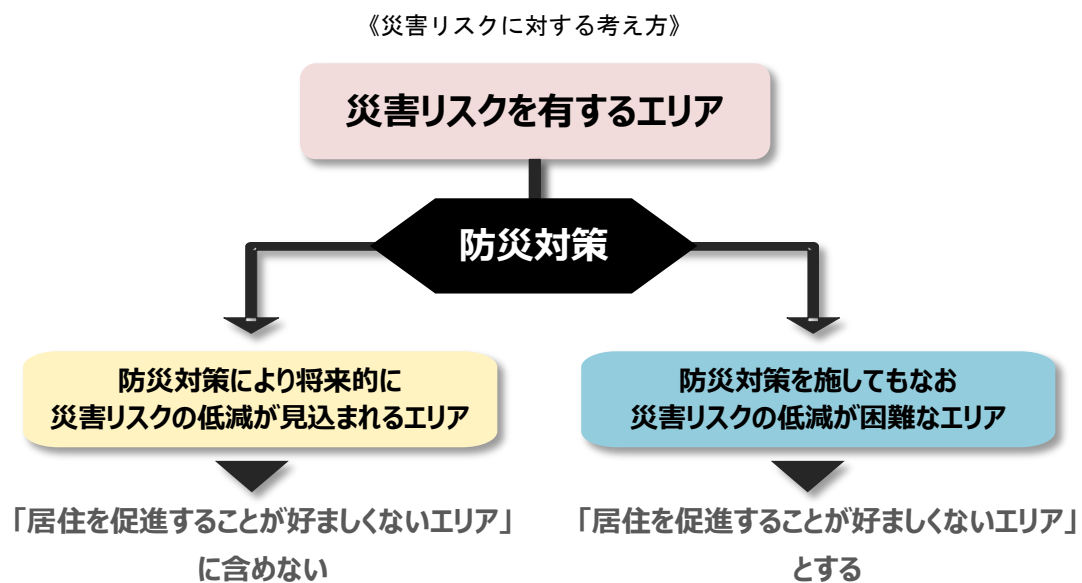 《災害リスクに対する考え方》
災害リスクを有するエリア
防災対策
防災対策により将来的に
災害リスクの低減が見込まれるエリア
「居住を促進することが好ましくないエリア」
に含めない
防災対策を施してもなお
災害リスクの低減が困難なエリア
「居住を促進することが好ましくないエリア」
とする